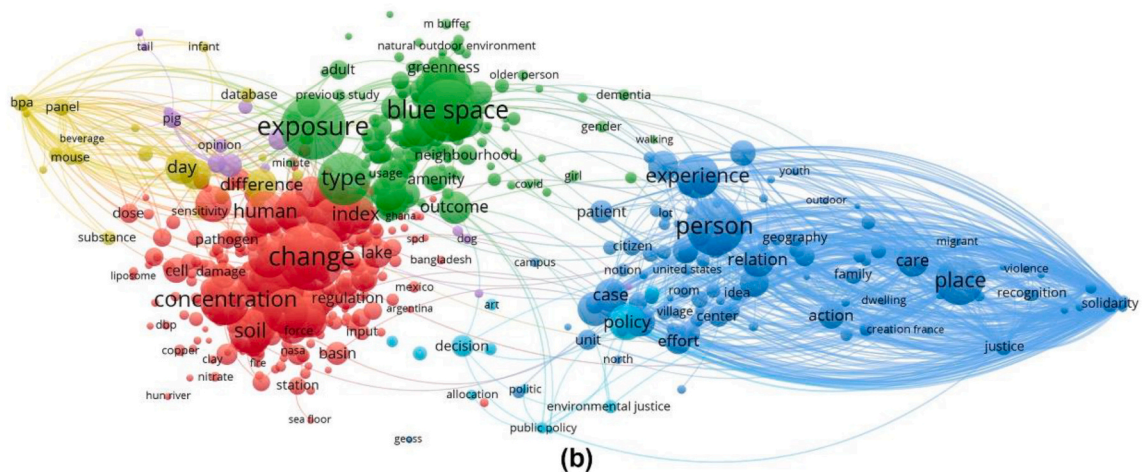 m buffer
tail
infant
natural outdoor environment
adult
greenness
older person
bpa
panel
database
previous study
dementia
blue space
pig
exposure
gender
beverage
opinion
walking
mouse
minute
neighbourhood
day
experience
youth
difference
type
usage
amenity
covid
girl
dose
sensitivity
human
index
ghana
outcome
patient
lot
outdoor
person
substance
pathogen
spd
dog
citizen
geography
migrant
change
lake
bangladesh
campus
notion
united states
relation
care
violence
liposome
cell
damage
family
place
recognition
concentration
regulation
mexico
case
room
idea
dwelling
solidarity
argentina
art
village
center
action
dbp
soil
force
input
policy
creation france
copper
clay
fire
nasa
basin
decision
unit
effort
justice
nitrate
station
north
hun river
allocation
politic
sea floor
environmental justice
public policy
geoss
(b)